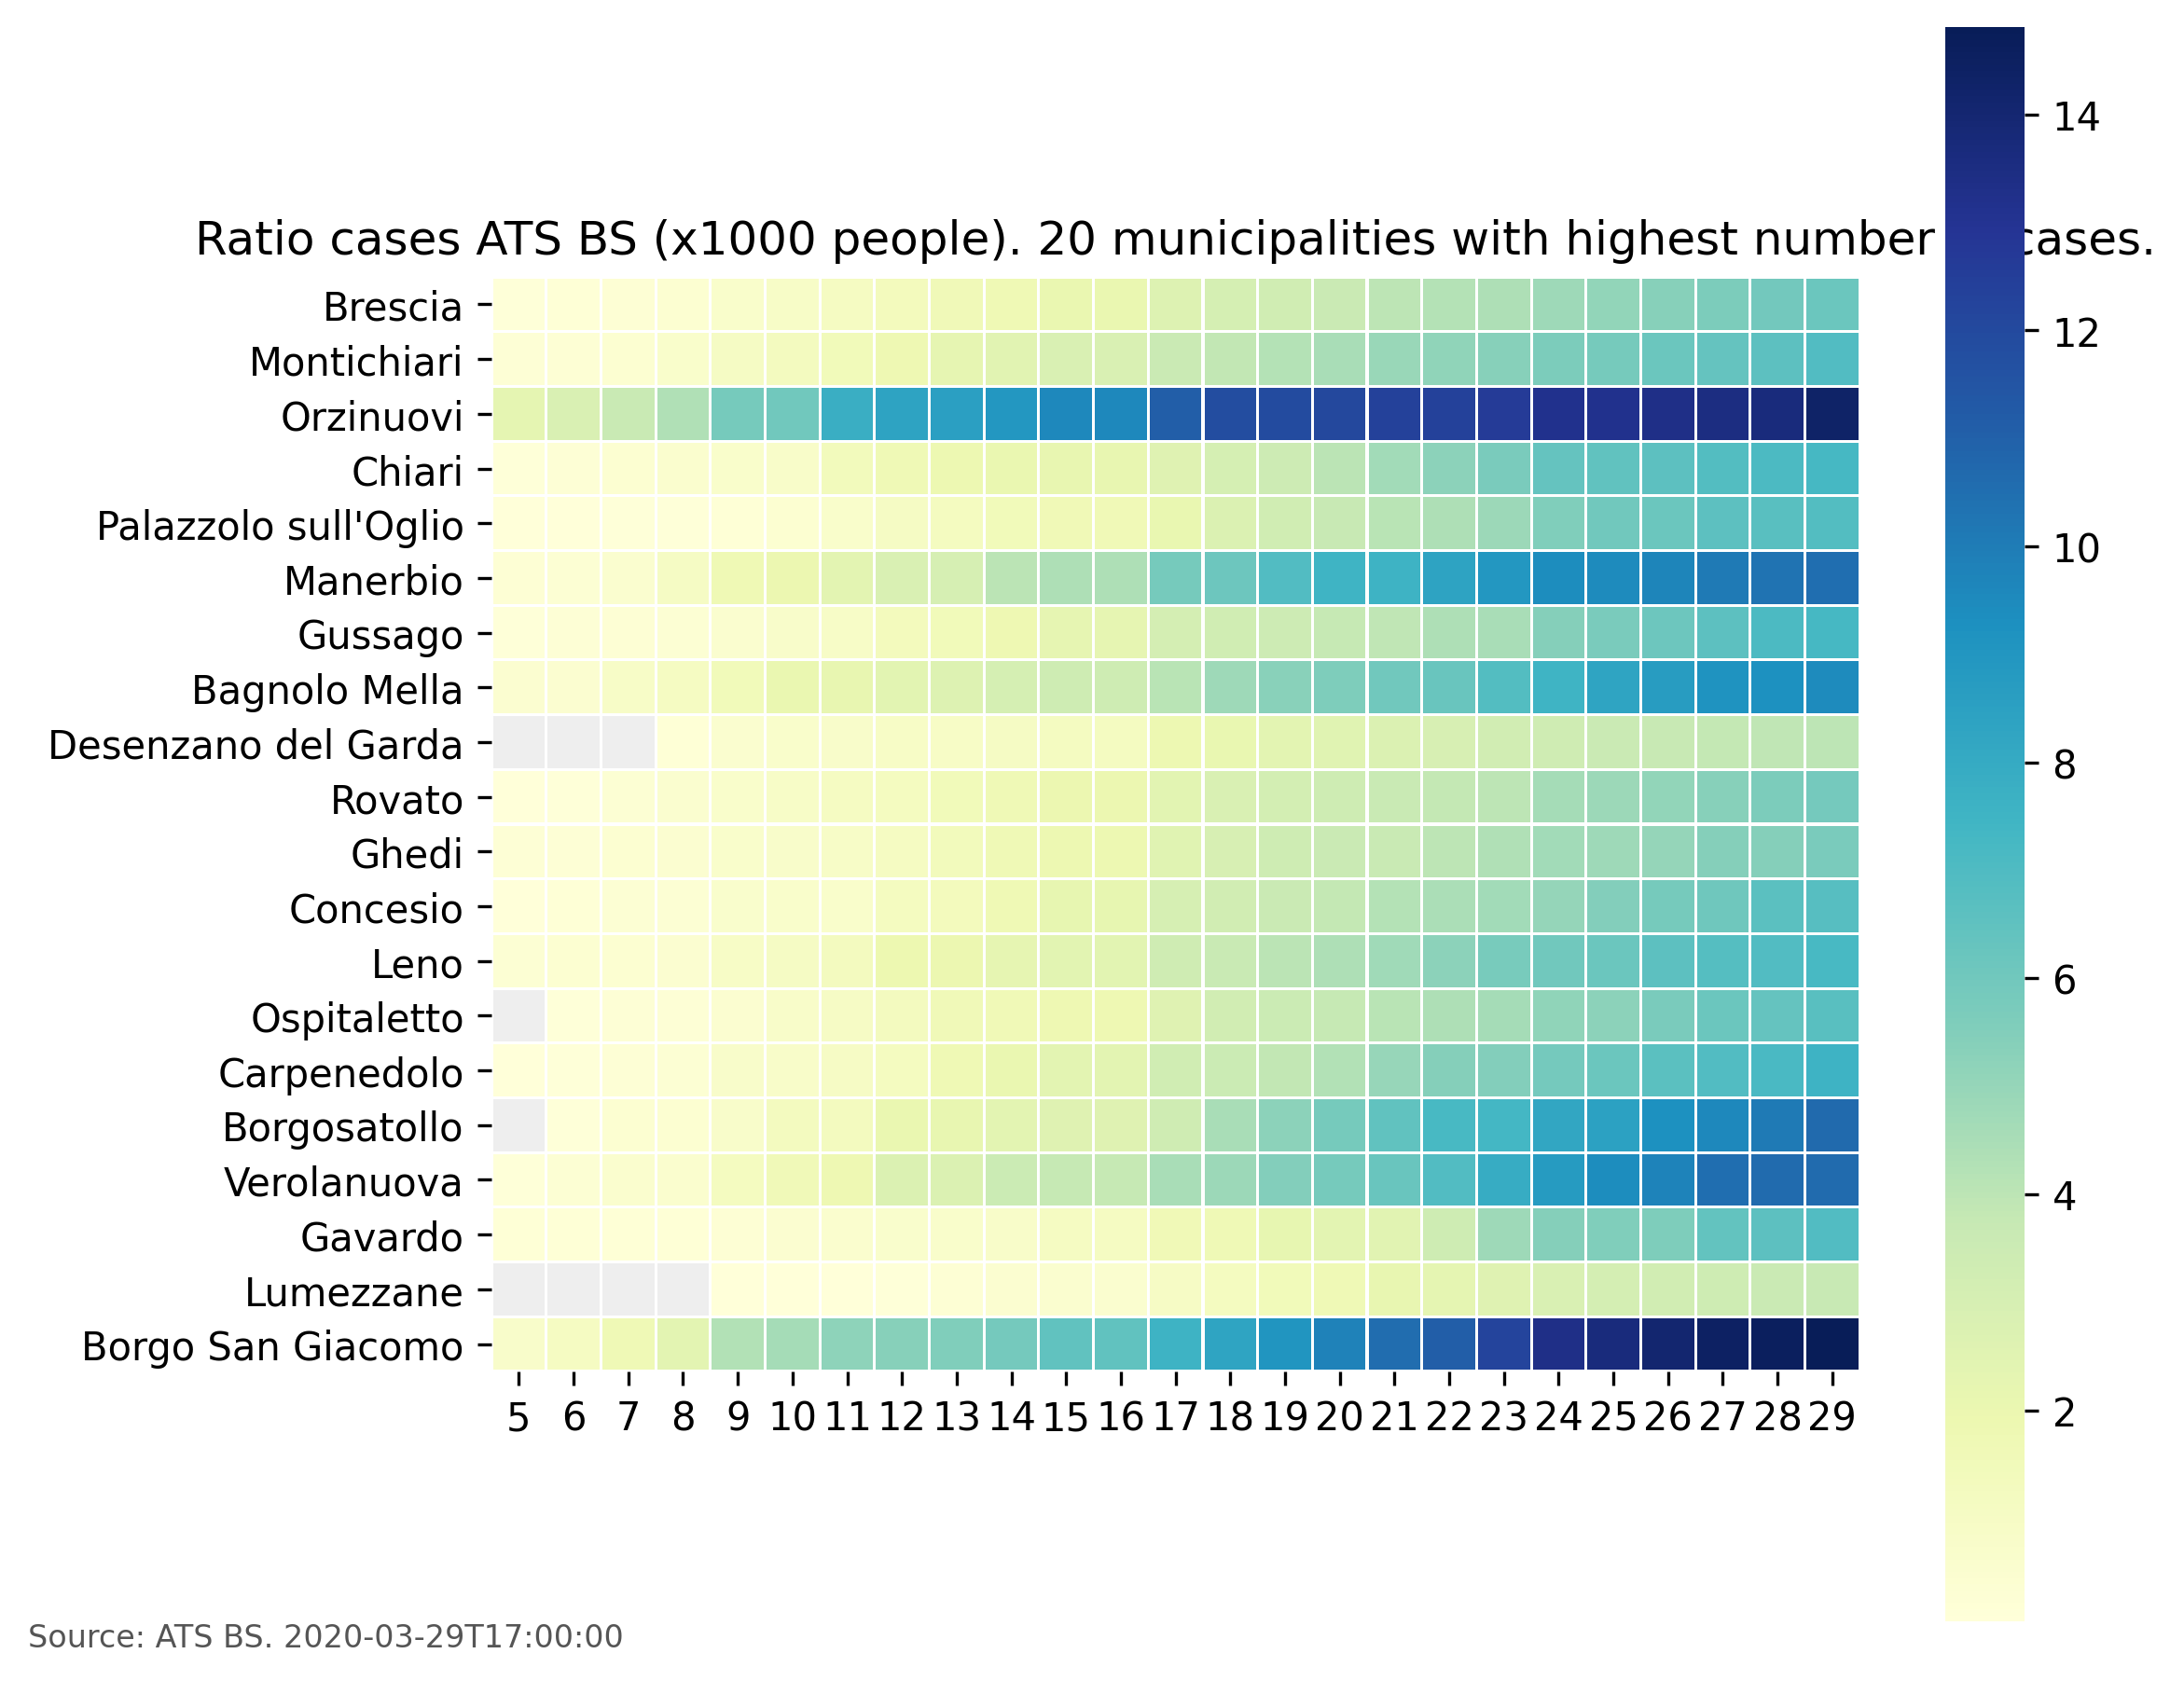 Ratio cases ATS BS (x1000 people). 20 municipalities with highest number cases.
Brescia
Montichiari
Orzinuovi
Chiari
Palazzolo sull'Oglio
Manerbio
Gussago
Bagnolo Mella
Desenzano del Garda
Rovato
Ghedi
Concesio
Leno
Ospitaletto
Carpenedolo
Borgosatollo
Verolanuova
Gavardo
Lumezzane
Borgo San Giacomo
5 6 7 8 9 10 11 12 13 14 15 16 17 18 19 20 21 22 23 24 25 26 27 28 29
14
12
10
8
6
4
2
Source: ATS BS. 2020-03-29T17:00:00